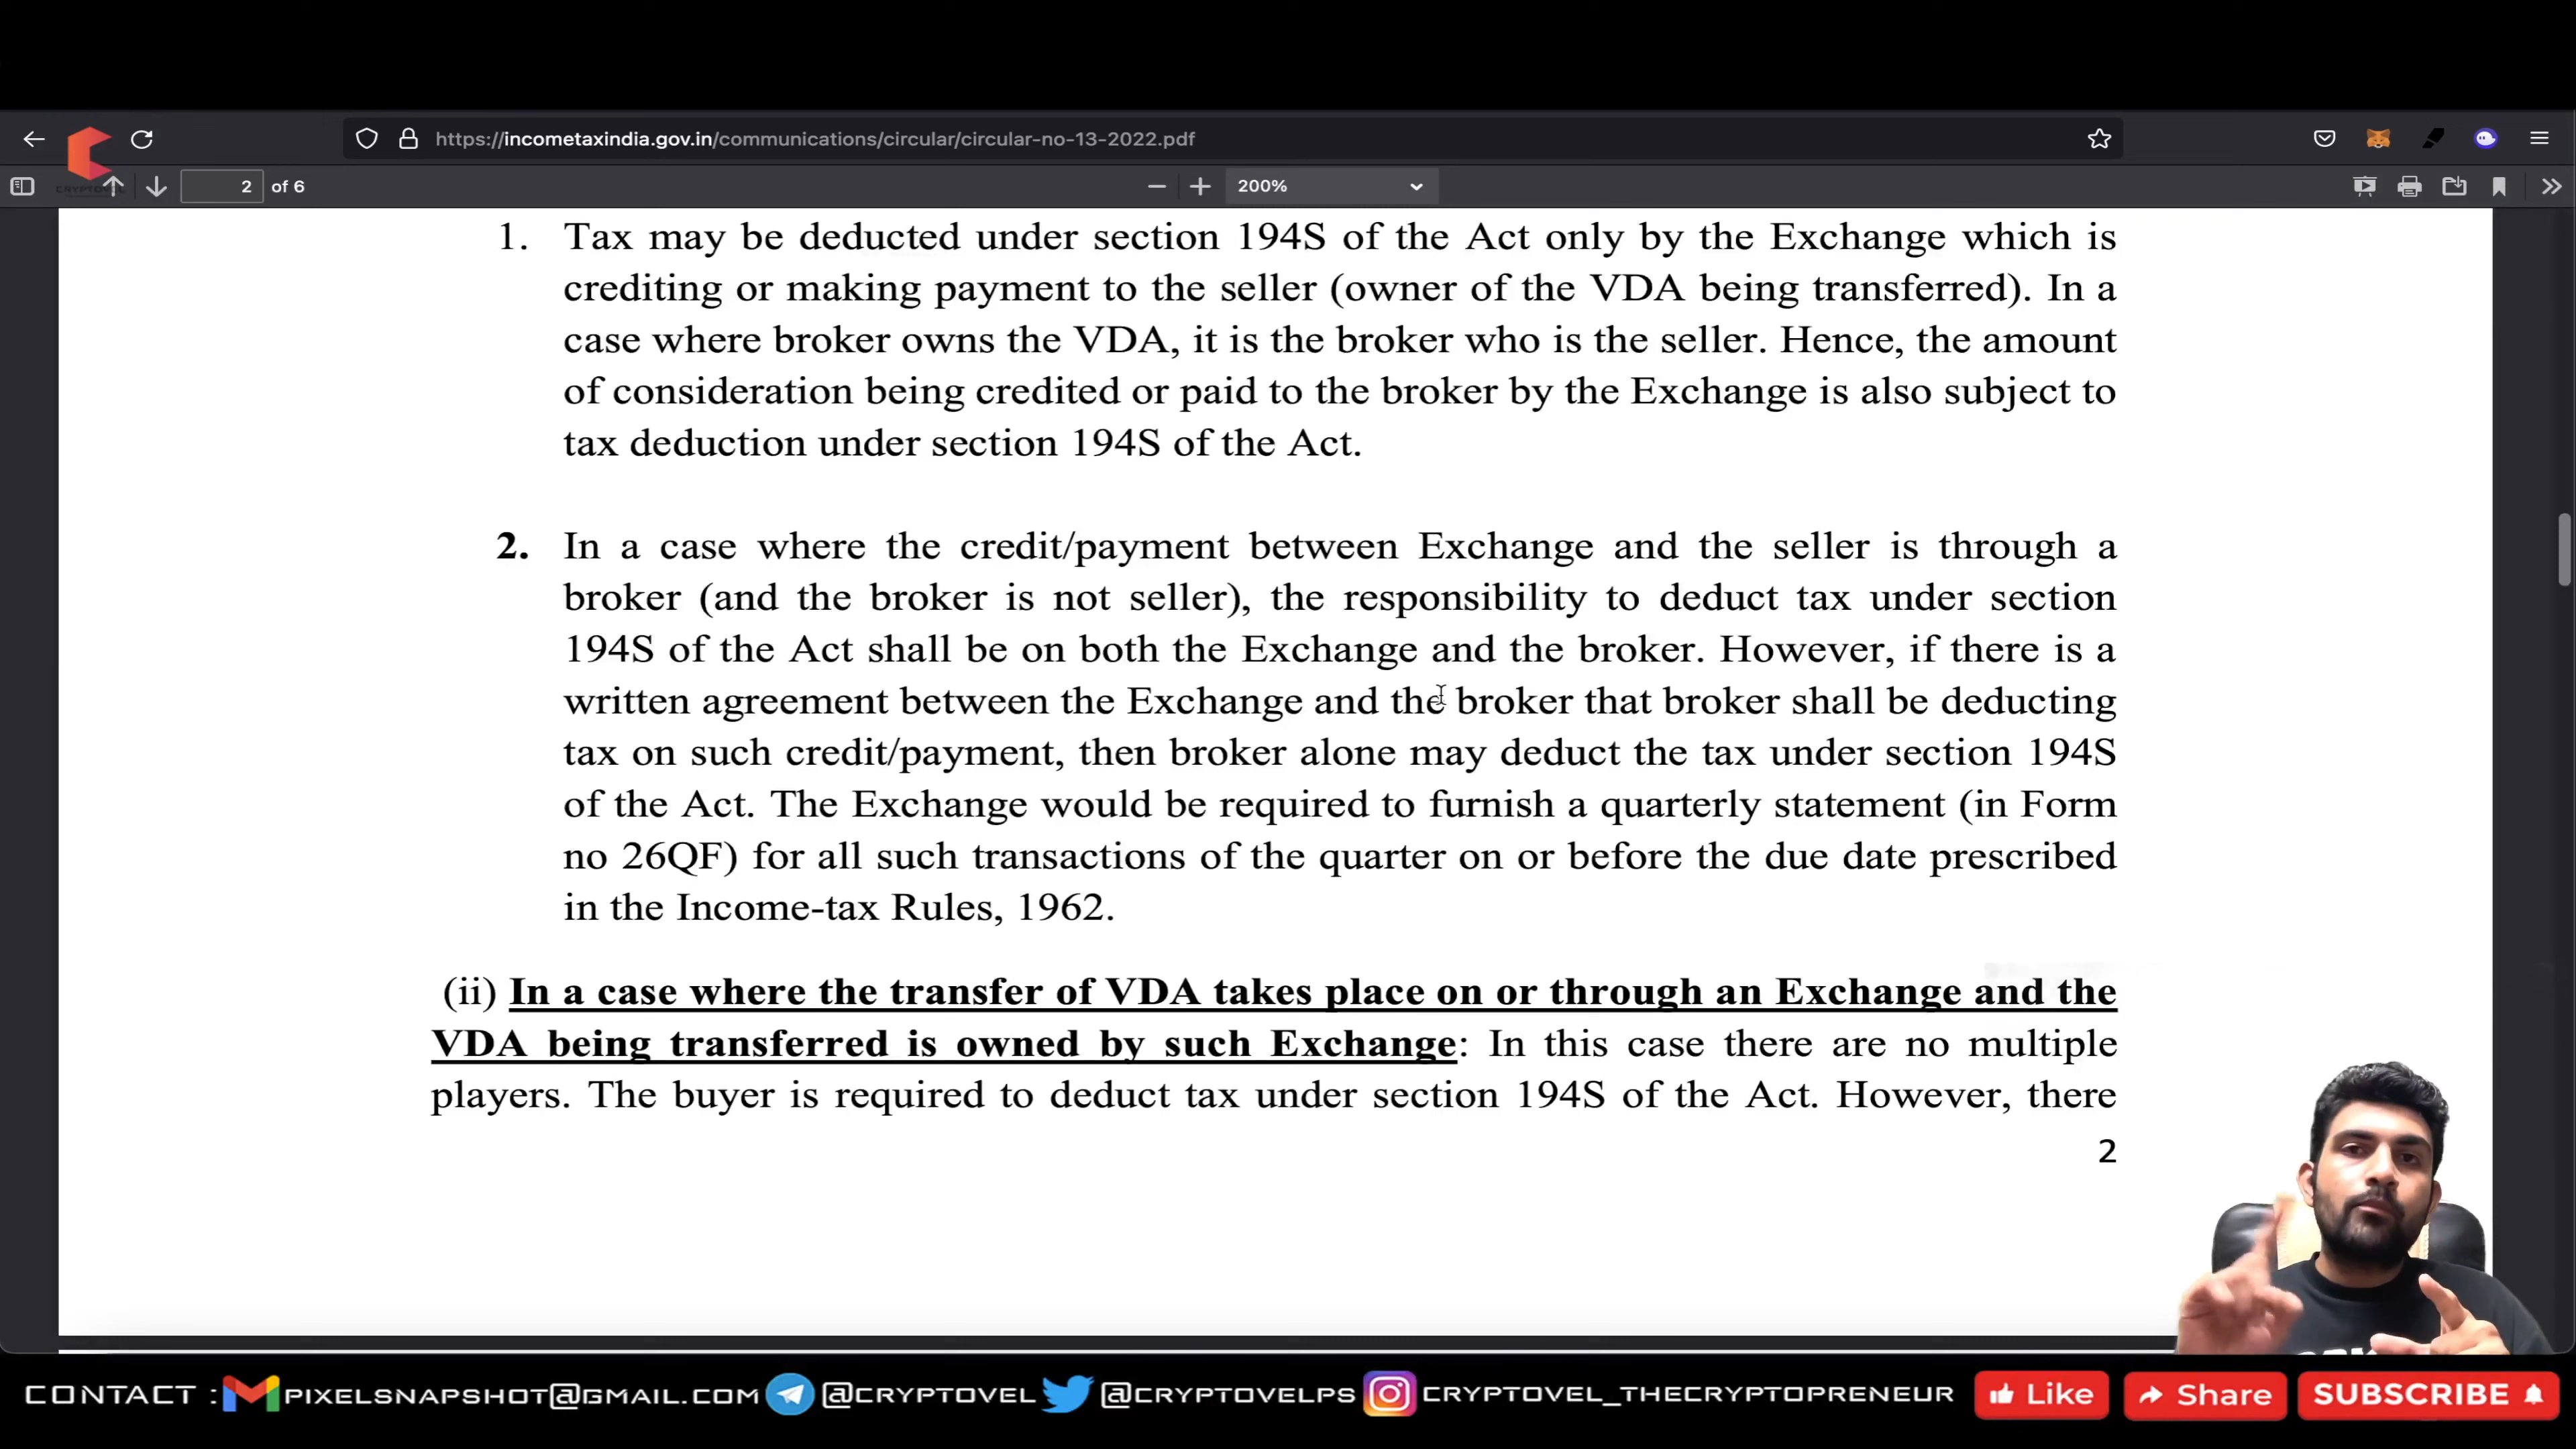 https://incometaxindia.gov.in/communications/circular/circular-no-13-2022.pdf
CRYPTOVEL
2 of 6
200%
1. Tax may be deducted under section 194S of the Act only by the Exchange which is
crediting or making payment to the seller (owner of the VDA being transferred). In a
case where broker owns the VDA, it is the broker who is the seller. Hence, the amount
of consideration being credited or paid to the broker by the Exchange is also subject to
tax deduction under section 194S of the Act.
2. In a case where the credit/payment between Exchange and the seller is through a
broker (and the broker is not seller), the responsibility to deduct tax under section
194S of the Act shall be on both the Exchange and the broker. However, if there is a
written agreement between the Exchange and the broker that broker shall be deducting
tax on such credit/payment, then broker alone may deduct the tax under section 194S
of the Act. The Exchange would be required to furnish a quarterly statement (in Form
no 26QF) for all such transactions of the quarter on or before the due date prescribed
in the Income-tax Rules, 1962.
(ii) In a case where the transfer of VDA takes place on or through an Exchange and the
VDA being transferred is owned by such Exchange: In this case there are no multiple
players. The buyer is required to deduct tax under section 194S of the Act. However, there
2
CONTACT : PIXELSNAPSHOT@GMAIL.COM @CRYPTOVEL @CRYPTOVELPS CRYPTOVEL_THECRYPTOPRENEUR Like Share SUBSCRIBE